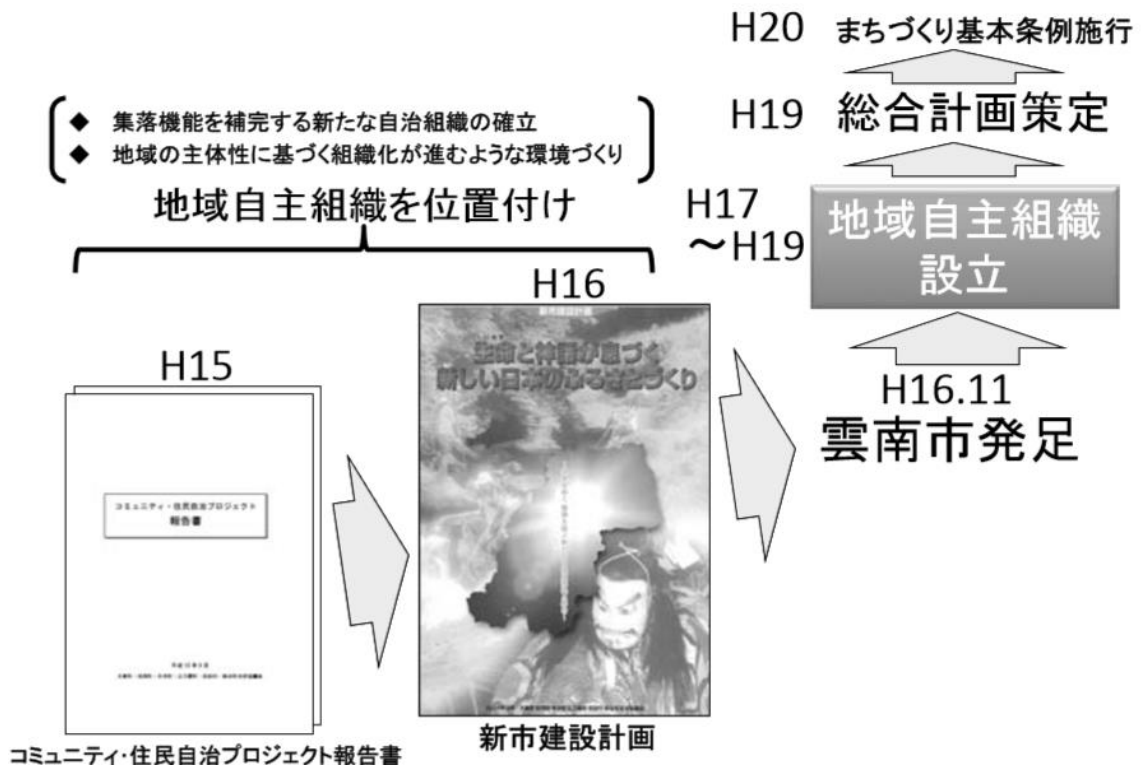 H20 まちづくり基本条例施行
H19 総合計画策定
◆ 集落機能を補完する新たな自治組織の確立
◆ 地域の主体性に基づく組織化が進むような環境づくり
地域自主組織を位置付け
H17
～H19
地域自主組織
設立
H16
新市建設計画
生命と神話が息づく
新しい日本のふるさとづくり
H15
コミュニティ・住民自治プロジェクト
報告書
H16.11
雲南市発足
新市建設計画
コミュニティ・住民自治プロジェクト報告書